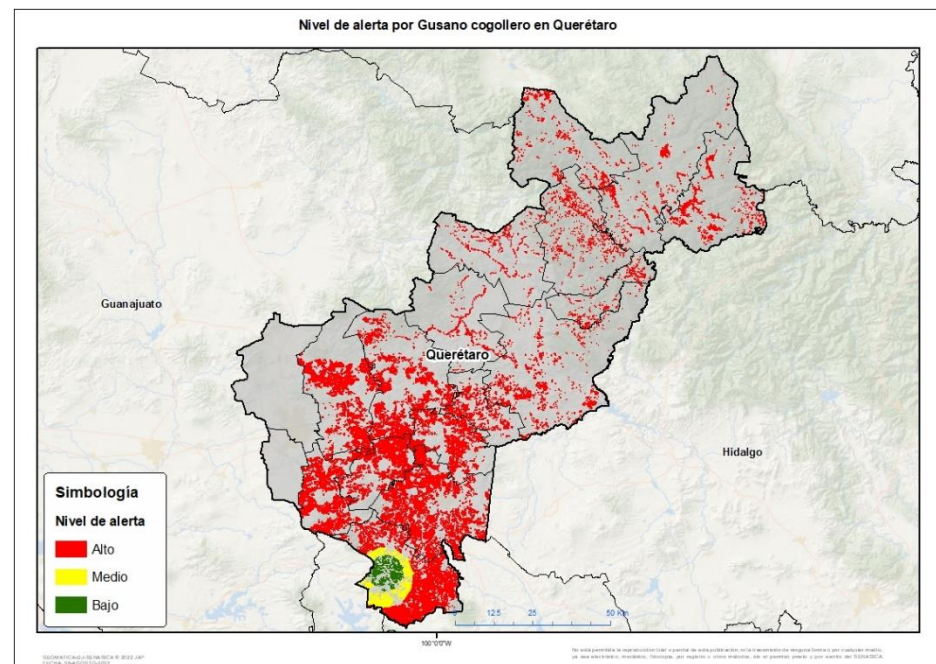 Nivel de alerta por Gusano cogollero en Querétaro
Guanajuato
Querétaro
Hidalgo
Simbología
Nivel de alerta
Alto
Medio
Bajo
12.5 25 50 Km
100°0'0"W